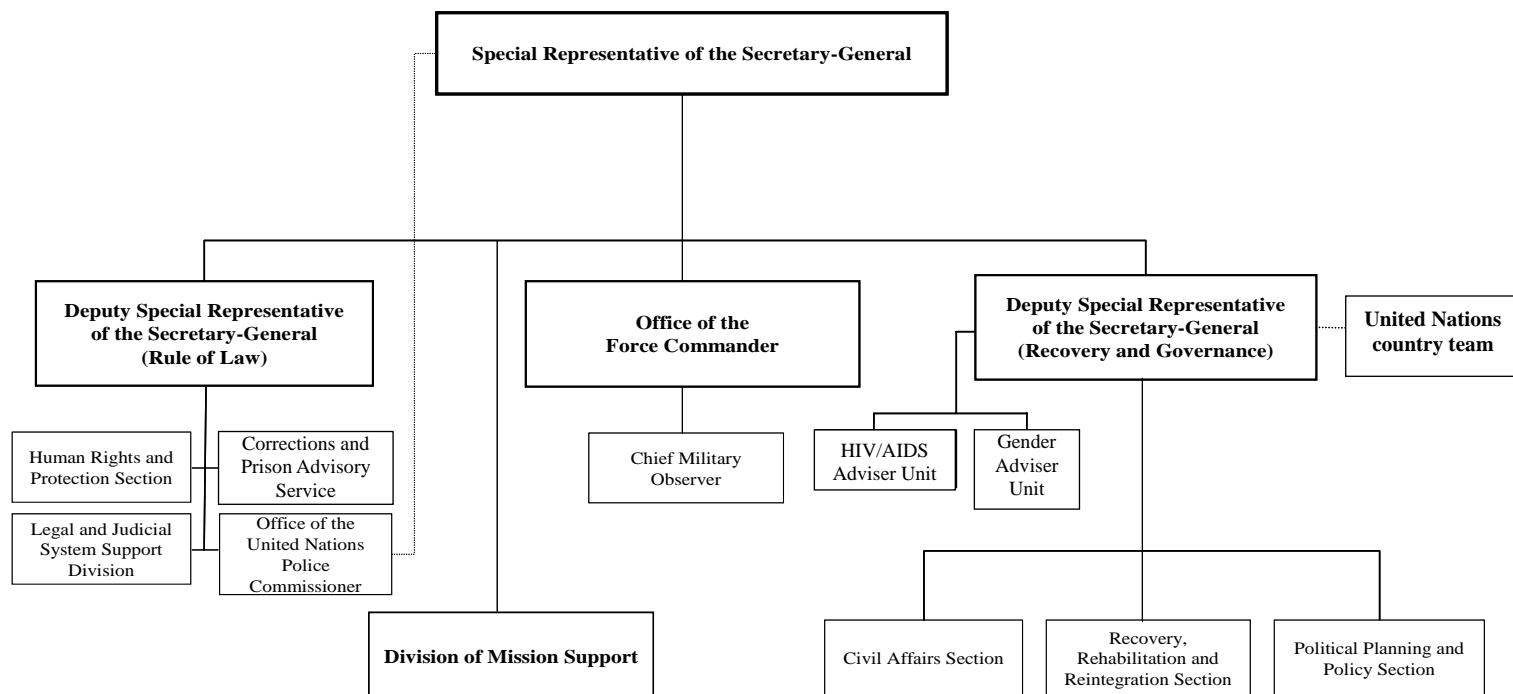 Special Representative of the Secretary-General
Deputy Special Representative
of the Secretary-General
(Rule of Law)
Office of the
Force Commander
Deputy Special Representative
of the Secretary-General
(Recovery and Governance)
United Nations
country team
Human Rights and
Protection Section
Corrections and
Prison Advisory
Service
Chief Military
Observer
HIV/AIDS
Adviser Unit
Gender
Adviser
Unit
Legal and Judicial
System Support
Division
Office of the
United Nations
Police
Commissioner
Division of Mission Support
Civil Affairs Section
Recovery,
Rehabilitation and
Reintegration Section
Political Planning and
Policy Section